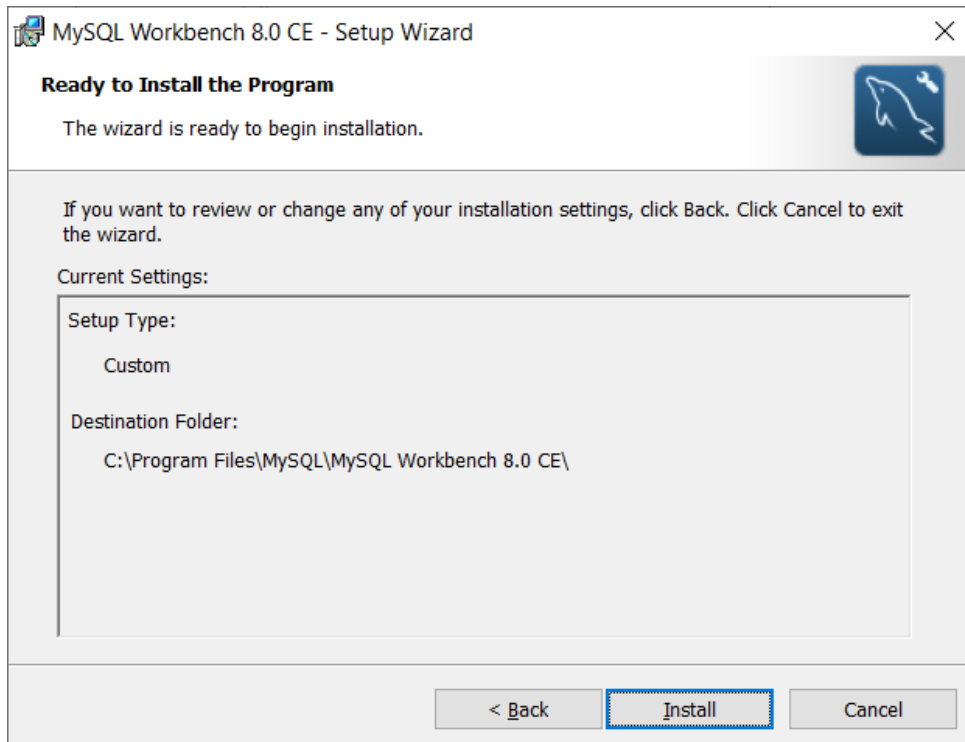 MySQL Workbench 8.0 CE - Setup Wizard
Ready to Install the Program
The wizard is ready to begin installation.
If you want to review or change any of your installation settings, click Back. Click Cancel to exit
the wizard.
Current Settings:
Setup Type:
Custom
Destination Folder:
C:\Program Files\MySQL\MySQL Workbench 8.0 CE\
< Back
Install
Cancel